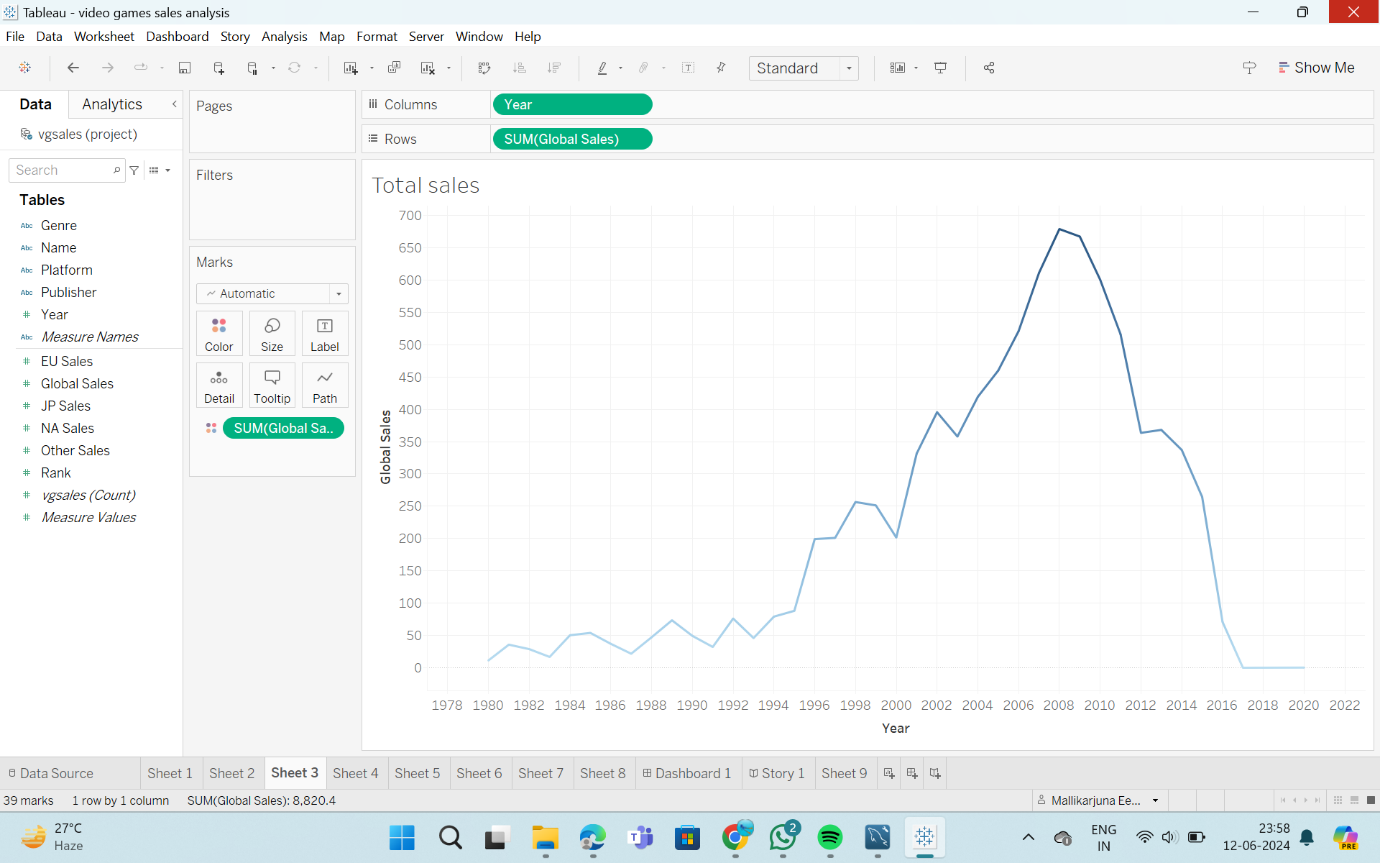 Tableau - video games sales analysis
File Data Worksheet Dashboard Story Analysis Map Format Server Window Help
Standard
Show Me
Data
Analytics
vgsales (project)
Search
Tables
Abc Genre
Abc Name
Abc Platform
Abc Publisher
# Year
Abc Measure Names
# EU Sales
# Global Sales
# JP Sales
# NA Sales
# Other Sales
# Rank
# vgsales (Count)
# Measure Values
Pages
Filters
Marks
Automatic
Color Size Label
Detail Tooltip Path
SUM(Global Sa..
Columns
Year
Rows
SUM(Global Sales)
Total sales
700
650
600
550
500
450
400
350
300
250
200
150
100
50
0
Global Sales
1978 1980 1982 1984 1986 1988 1990 1992 1994 1996 1998 2000 2002 2004 2006 2008 2010 2012 2014 2016 2018 2020 2022
Year
Data Source Sheet 1 Sheet 2 Sheet 3 Sheet 4 Sheet 5 Sheet 6 Sheet 7 Sheet 8 Dashboard 1 Story 1 Sheet 9
39 marks 1 row by 1 column SUM(Global Sales): 8,820.4
Mallikarjuna Ee...
27°C
Haze
2
ENG
IN
23:58
12-06-2024
PRE